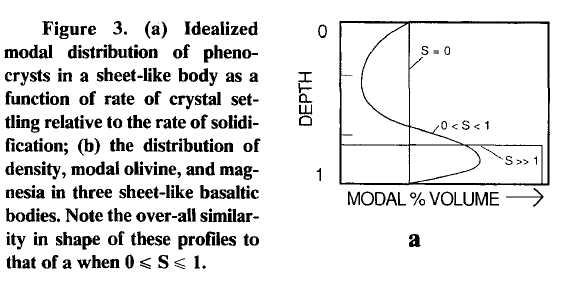 Figure 3. (a) Idealized
modal distribution of pheno-
crysts in a sheet-like body as a
function of rate of crystal set-
tling relative to the rate of solidi-
fication; (b) the distribution of
density, modal olivine, and mag-
nesia in three sheet-like basaltic
bodies. Note the over-all similar-
ity in shape of these profiles to
that of a when 0 ⩽ S ⩽ 1.
0
S = 0
DEPTH
0 < S < 1
S >> 1
1
MODAL % VOLUME
a